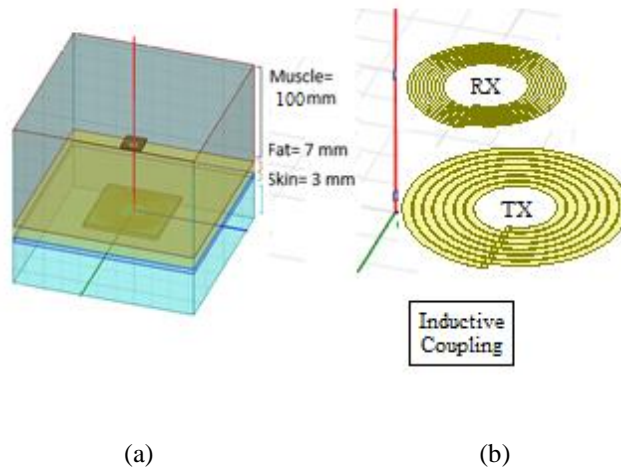 Muscle=
100mm
Fat= 7 mm
Skin= 3 mm
RX
TX
Inductive
Coupling
(a)
(b)